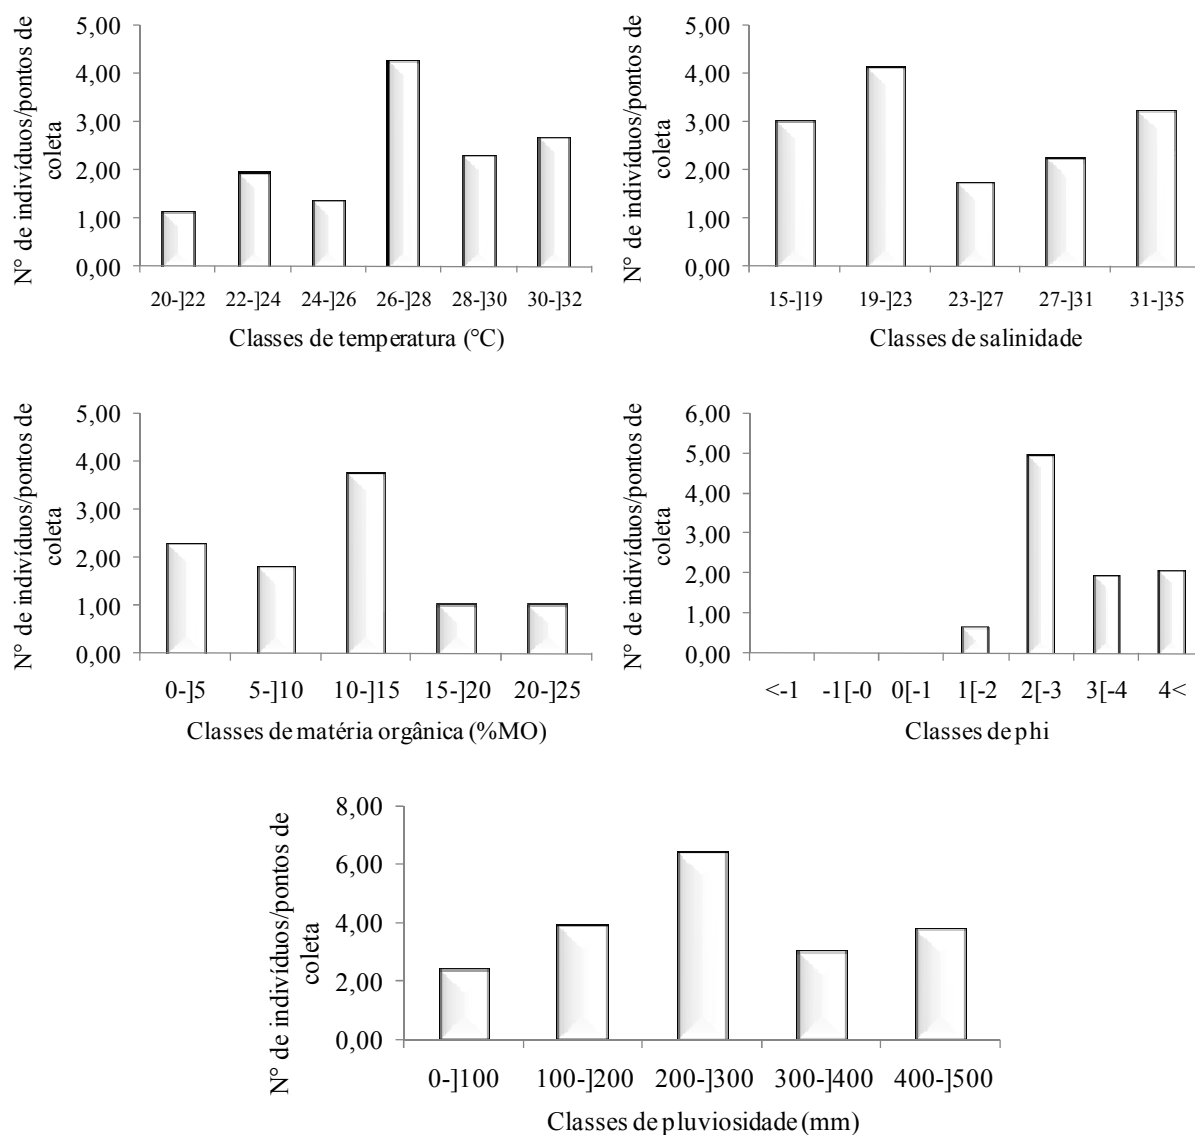 N° de indivíduos/pontos de
coleta
5,00
4,00
3,00
2,00
1,00
0,00
20-]22 22-]24 24-]26 26-]28 28-]30 30-]32
Classes de temperatura (°C)
N° de indivíduos/pontos de
coleta
5,00
4,00
3,00
2,00
1,00
0,00
15-]19 19-]23 23-]27 27-]31 31-]35
Classes de salinidade
N° de indivíduos/pontos de
coleta
5,00
4,00
3,00
2,00
1,00
0,00
0-]5 5-]10 10-]15 15-]20 20-]25
Classes de matéria orgânica (%MO)
N° de indivíduos/pontos de
coleta
6,00
5,00
4,00
3,00
2,00
1,00
0,00
<-1 -1[-0 0[-1 1[-2 2[-3 3[-4 4<
Classes de phi
N° de indivíduos/pontos de
coleta
8,00
6,00
4,00
2,00
0,00
0-]100 100-]200 200-]300 300-]400 400-]500
Classes de pluviosidade (mm)